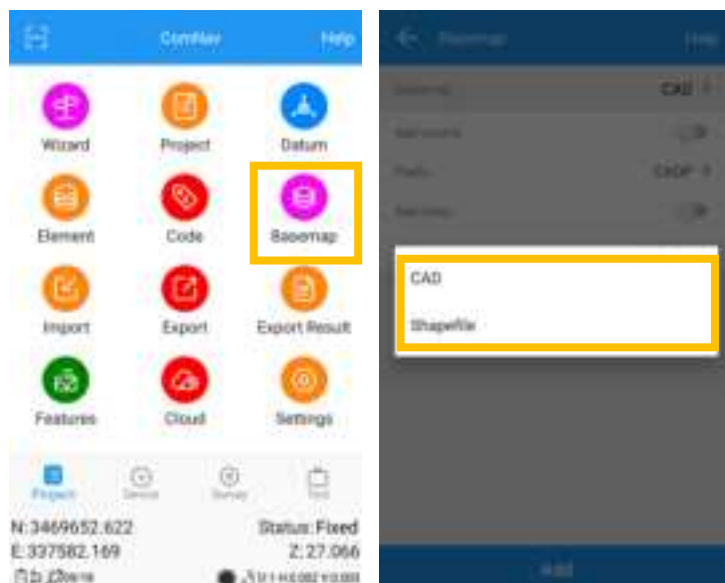 ComNav Help
Wizard Project Datum
Element Code Basemap
Import Export Export Result
Features Cloud Settings
Project Device Survey Tool
N:3469652.622 Status:Fixed
E:337582.169 Z:27.066
Basemap Help
CAD
CAD
Shapefile
Add